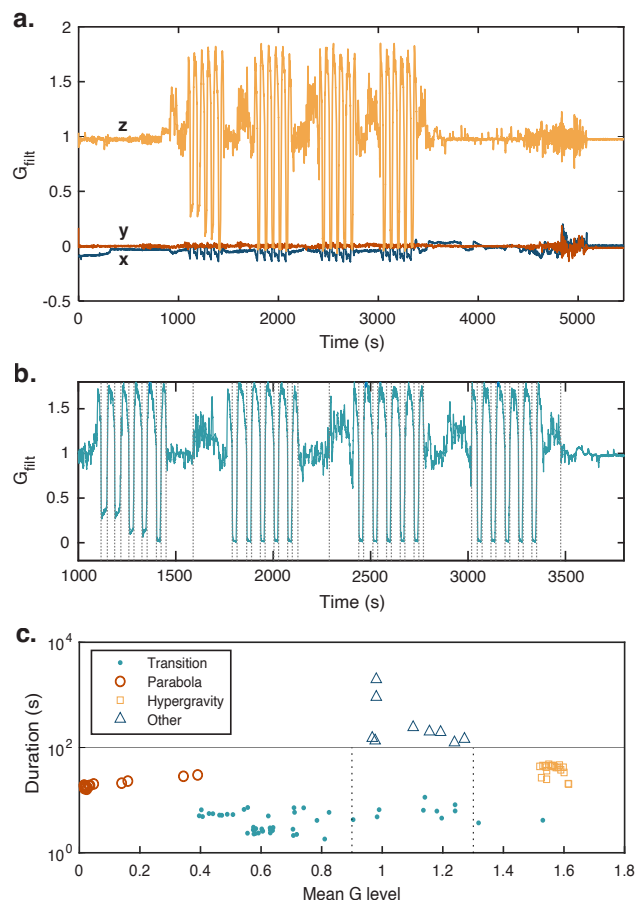 a.
2
1.5
1
0.5
0
-0.5
G_filt
z
y
x
0 1000 2000 3000 4000 5000
Time (s)
b.
1.5
1
0.5
0
G_filt
1000 1500 2000 2500 3000 3500
Time (s)
c.
10^4
10^2
10^0
Duration (s)
Transition
Parabola
Hypergravity
Other
0 0.2 0.4 0.6 0.8 1 1.2 1.4 1.6 1.8
Mean G level